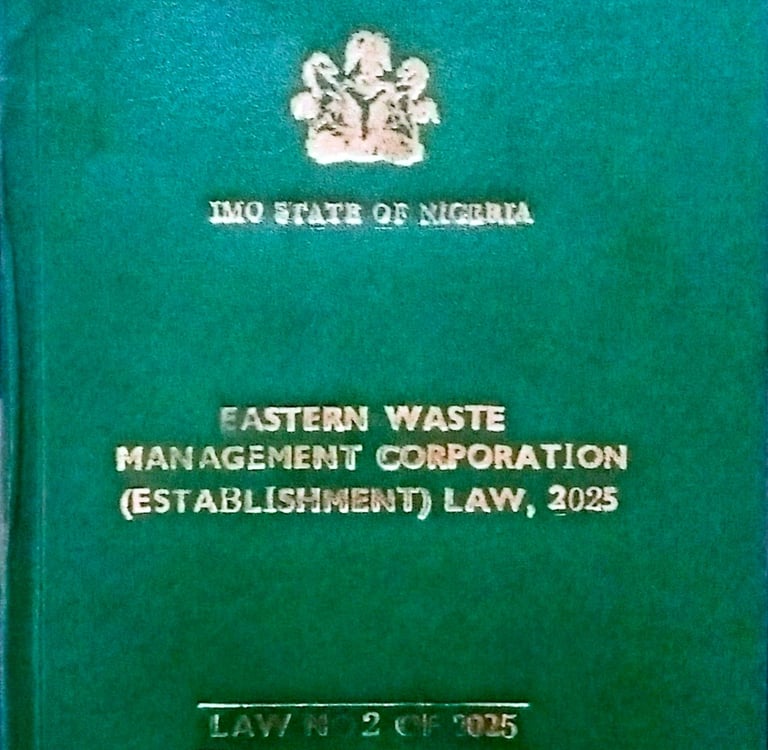 IMO STATE OF NIGERIA
EASTERN WASTE
MANAGEMENT CORPORATION
(ESTABLISHMENT) LAW, 2025
LAW NO 2 OF 2025